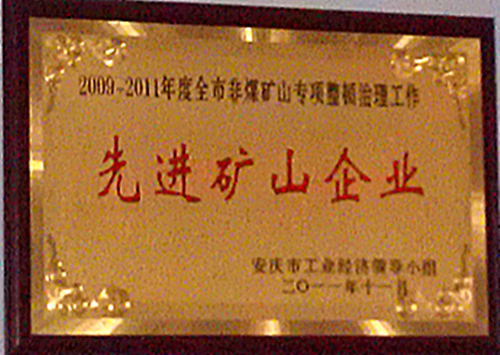 2009-2011年度全市非煤矿山专项整顿治理工作
先进矿山企业
安庆市工业经济领导小组
二〇一一年十一月